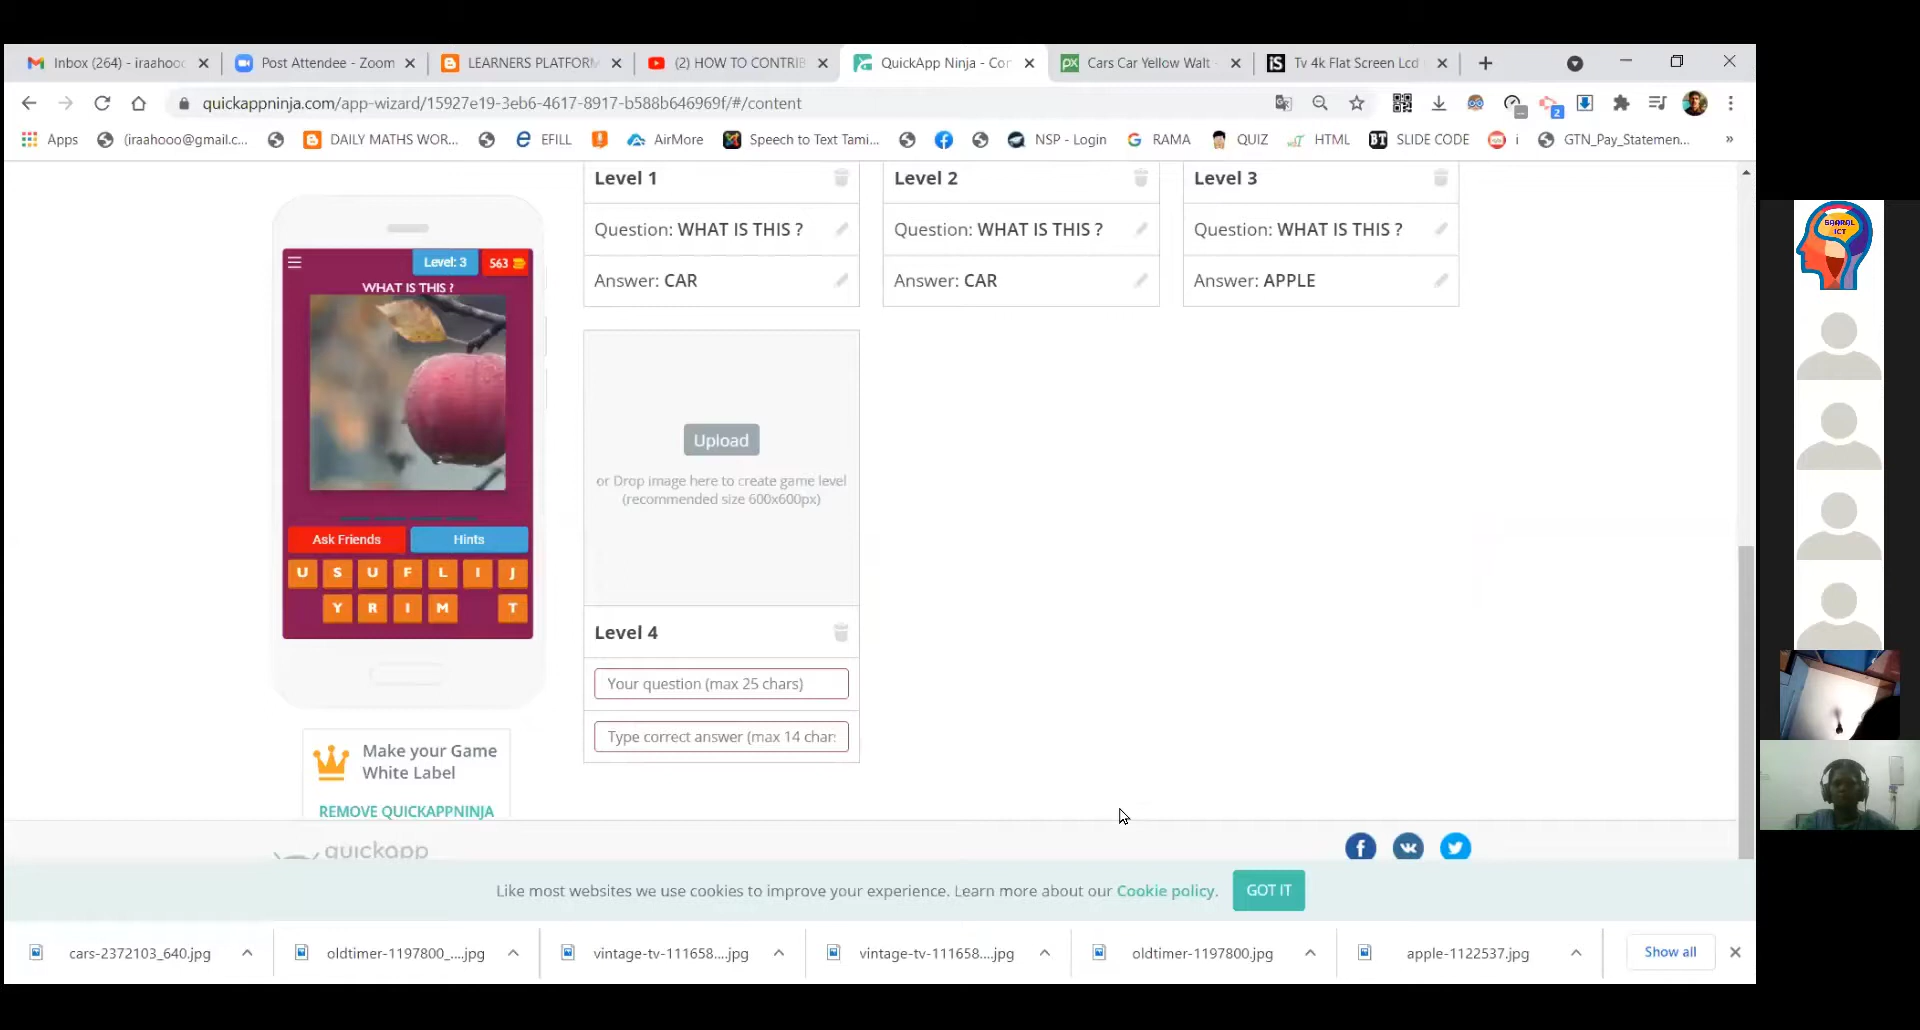 Inbox (264) - iraahooo
Post Attendee - Zoom
LEARNERS PLATFORM
(2) HOW TO CONTRIB
QuickApp Ninja - Con
Cars Car Yellow Walt -
Tv 4k Flat Screen Lcd
quickappninja.com/app-wizard/15927e19-3eb6-4617-8917-b588b646969f/#/content
2
Apps
(iraahooo@gmail.c...
DAILY MATHS WOR...
EFILL
AirMore
Speech to Text Tami...
NSP - Login
RAMA
QUIZ
HTML
SLIDE CODE
i
GTN_Pay_Statemen...
»
Level 1
Level 2
Level 3
Question: WHAT IS THIS ?
Question: WHAT IS THIS ?
Question: WHAT IS THIS ?
Answer: CAR
Answer: CAR
Answer: APPLE
Level: 3
563
WHAT IS THIS ?
Ask Friends
Hints
U S U F L I J
Y R I M T
Upload
or Drop image here to create game level
(recommended size 600x600px)
Level 4
Your question (max 25 chars)
Type correct answer (max 14 chars
Make your Game
White Label
REMOVE QUICKAPPNINJA
quickapp
Like most websites we use cookies to improve your experience. Learn more about our Cookie policy.
GOT IT
cars-2372103_640.jpg
oldtimer-1197800_....jpg
vintage-tv-111658....jpg
vintage-tv-111658....jpg
oldtimer-1197800.jpg
apple-1122537.jpg
Show all
SAARAL
ICT